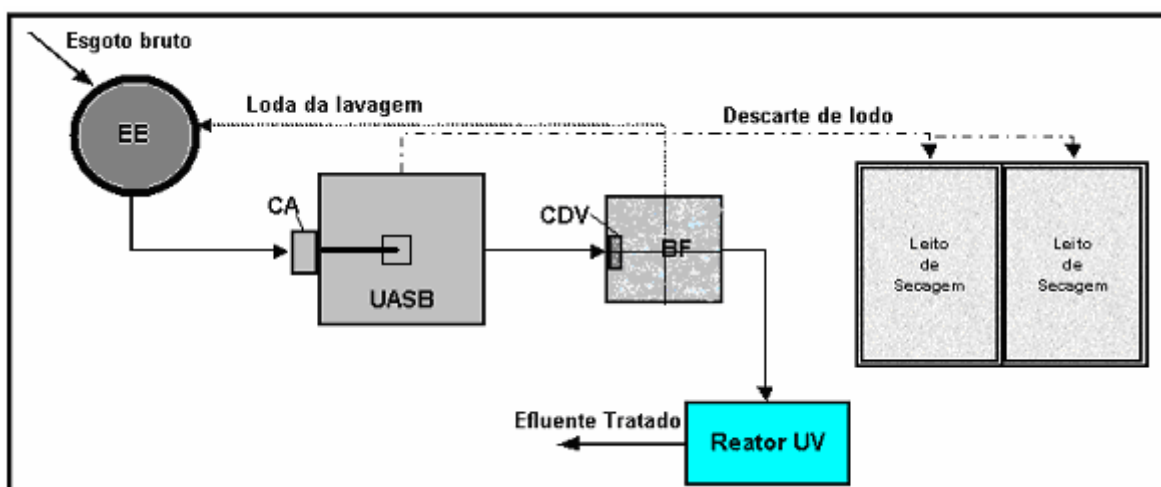 Esgoto bruto
EE
Loda da lavagem
Descarte de lodo
CA
UASB
CDV
BF
Leito
de
Secagem
Leito
de
Secagem
Efluente Tratado
Reator UV